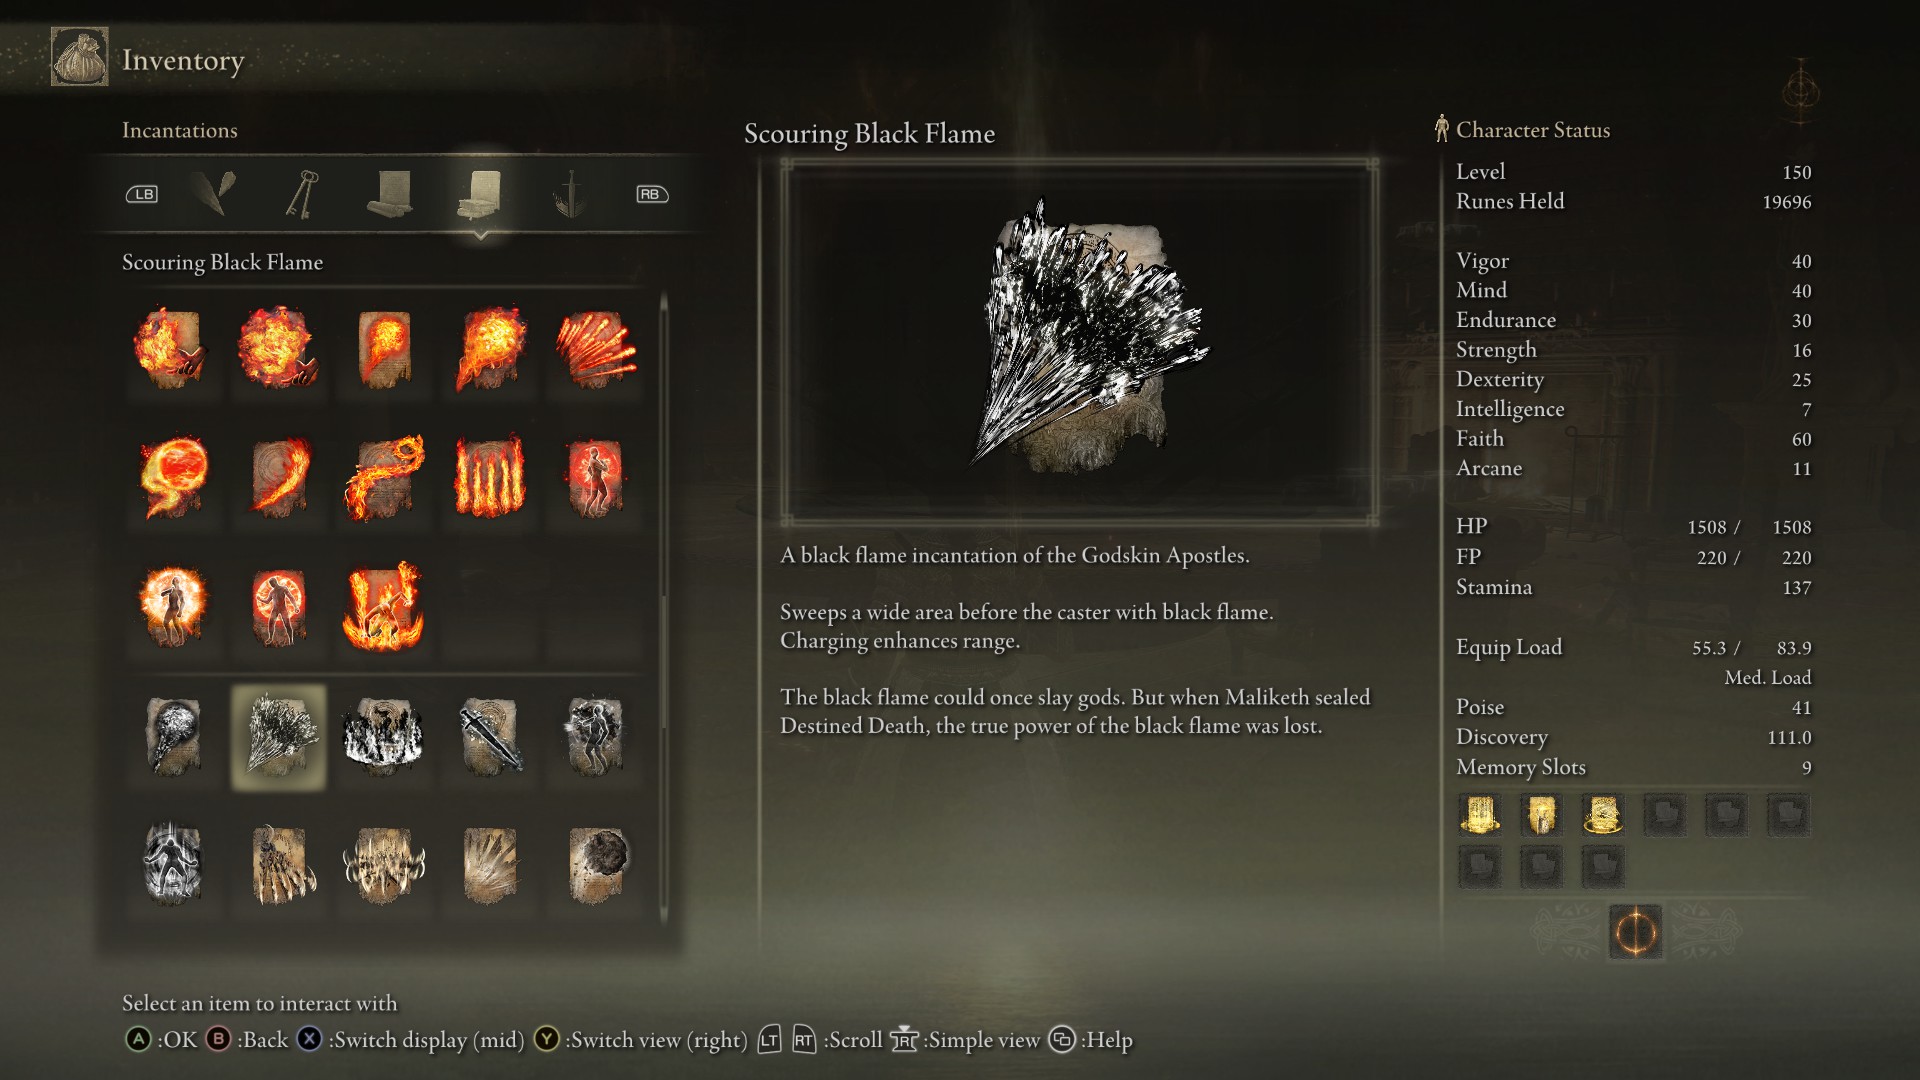 Inventory
Incantations
LB
RB
Scouring Black Flame
Scouring Black Flame
A black flame incantation of the Godskin Apostles.
Sweeps a wide area before the caster with black flame.
Charging enhances range.
The black flame could once slay gods. But when Maliketh sealed
Destined Death, the true power of the black flame was lost.
Character Status
Level 150
Runes Held 19696
Vigor 40
Mind 40
Endurance 30
Strength 16
Dexterity 25
Intelligence 7
Faith 60
Arcane 11
HP 1508 / 1508
FP 220 / 220
Stamina 137
Equip Load 55.3 / 83.9
Med. Load
Poise 41
Discovery 111.0
Memory Slots 9
Select an item to interact with
A :OK B :Back X :Switch display (mid) Y :Switch view (right) LT RT :Scroll R :Simple view :Help